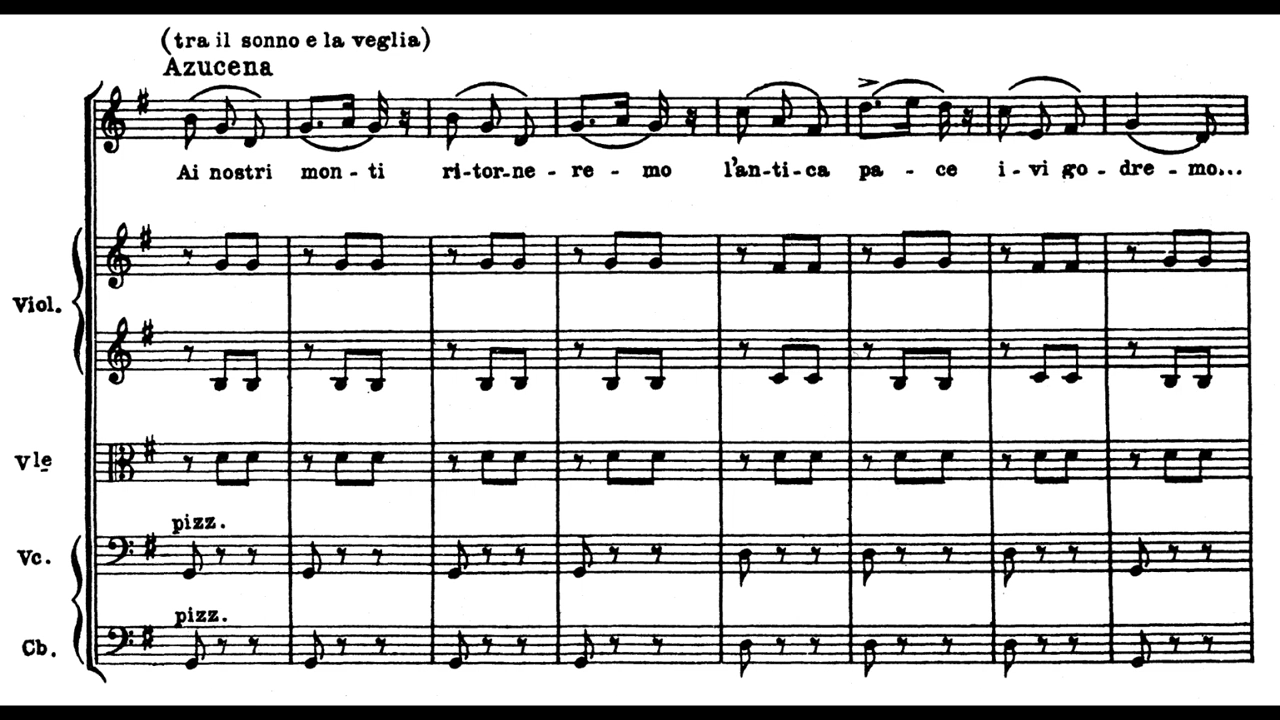 (tra il sonno e la veglia)
Azucena
Ai nostri mon - ti ri-tor-ne - re - mo l'an-ti-ca pa - ce i-vi go - dre - mo...
Viol.
Vle
pizz.
Vc.
pizz.
Cb.